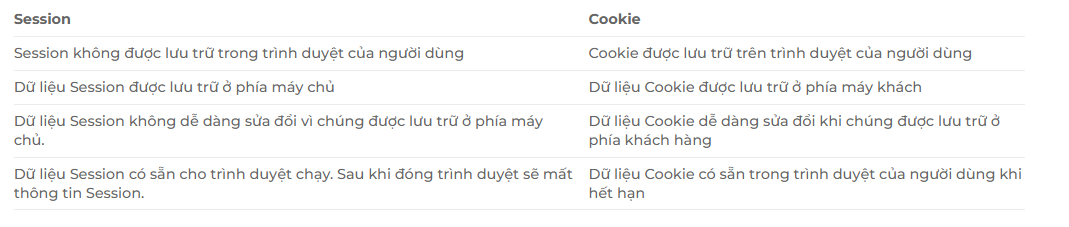 Session
Cookie
Session không được lưu trữ trong trình duyệt của người dùng
Cookie được lưu trữ trên trình duyệt của người dùng
Dữ liệu Session được lưu trữ ở phía máy chủ
Dữ liệu Cookie được lưu trữ ở phía máy khách
Dữ liệu Session không dễ dàng sửa đổi vì chúng được lưu trữ ở phía máy
chủ.
Dữ liệu Cookie dễ dàng sửa đổi khi chúng được lưu trữ ở
phía khách hàng
Dữ liệu Session có sẵn cho trình duyệt chạy. Sau khi đóng trình duyệt sẽ mất
thông tin Session.
Dữ liệu Cookie có sẵn trong trình duyệt của người dùng khi
hết hạn